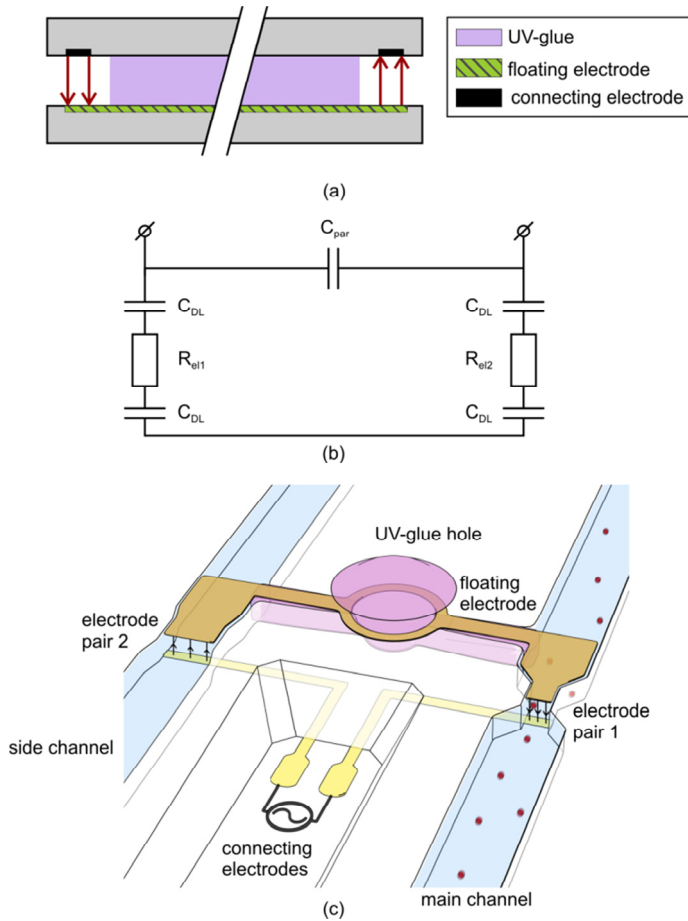 UV-glue
floating electrode
connecting electrode
(a)
C_par
C_DL
C_DL
R_el1
R_el2
C_DL
C_DL
(b)
UV-glue hole
floating
electrode
electrode
pair 2
electrode
pair 1
side channel
connecting
electrodes
main channel
(c)